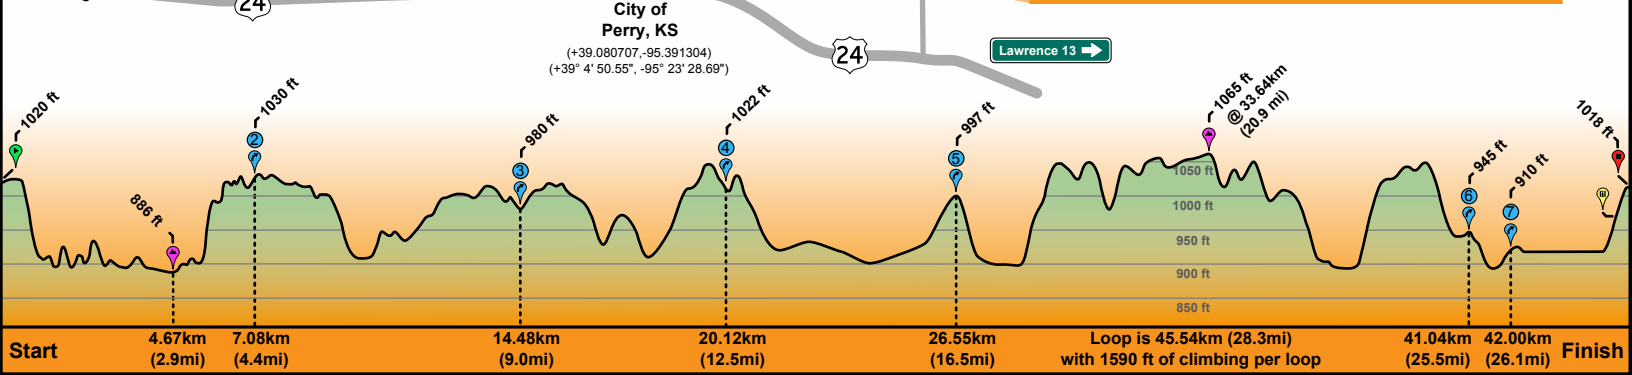 24
City of
Perry, KS
(+39.080707,-95.391304)
(+39° 4' 50.55", -95° 23' 28.69")
24
Lawrence 13
1020 ft
886 ft
1030 ft
2
980 ft
3
1022 ft
4
997 ft
5
1065 ft
@ 33.64km
(20.9 mi)
945 ft
6
910 ft
7
1018 ft
1050 ft
1000 ft
950 ft
900 ft
850 ft
Start
4.67km
(2.9mi)
7.08km
(4.4mi)
14.48km
(9.0mi)
20.12km
(12.5mi)
26.55km
(16.5mi)
Loop is 45.54km (28.3mi)
with 1590 ft of climbing per loop
41.04km
(25.5mi)
42.00km
(26.1mi)
Finish